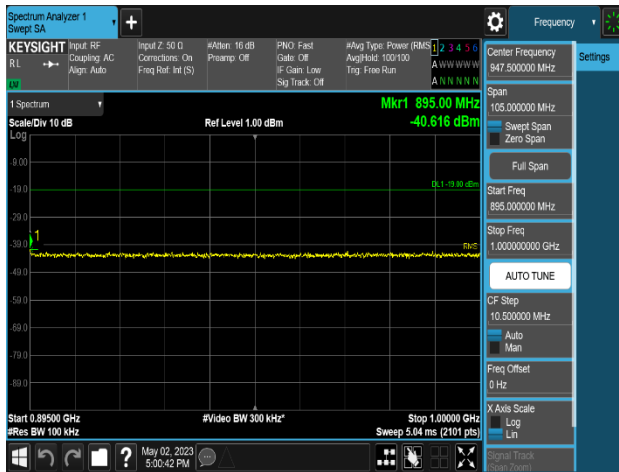 Spectrum Analyzer 1
Swept SA
Frequency
Settings
KEYSIGHT
RL
Input: RF
Coupling: AC
Align: Auto
Input Z: 50 Ω
Corrections: On
Freq Ref: Int (S)
#Atten: 16 dB
Preamp: Off
PNO: Fast
Gate: Off
IF Gain: Low
Sig Track: Off
#Avg Type: Power (RMS
Avg|Hold: 100/100
Trig: Free Run
1 2 3 4 5 6
A W W W W W
A N N N N N
1 Spectrum
Scale/Div 10 dB
Log
Ref Level 1.00 dBm
Mkr1 895.00 MHz
-40.616 dBm
-9.00
DL1 -19.00 dBm
-19.0
-29.0
1
-39.0
RMS
-49.0
-59.0
-69.0
-79.0
-89.0
Start 0.89500 GHz
#Video BW 300 kHz*
Stop 1.00000 GHz
#Res BW 100 kHz
Sweep 5.04 ms (2101 pts)
Center Frequency
947.500000 MHz
Span
105.000000 MHz
Swept Span
Zero Span
Full Span
Start Freq
895.000000 MHz
Stop Freq
1.000000000 GHz
AUTO TUNE
CF Step
10.500000 MHz
Auto
Man
Freq Offset
0 Hz
X Axis Scale
Log
Lin
Signal Track
(Span Zoom)
?
May 02, 2023
5:00:42 PM